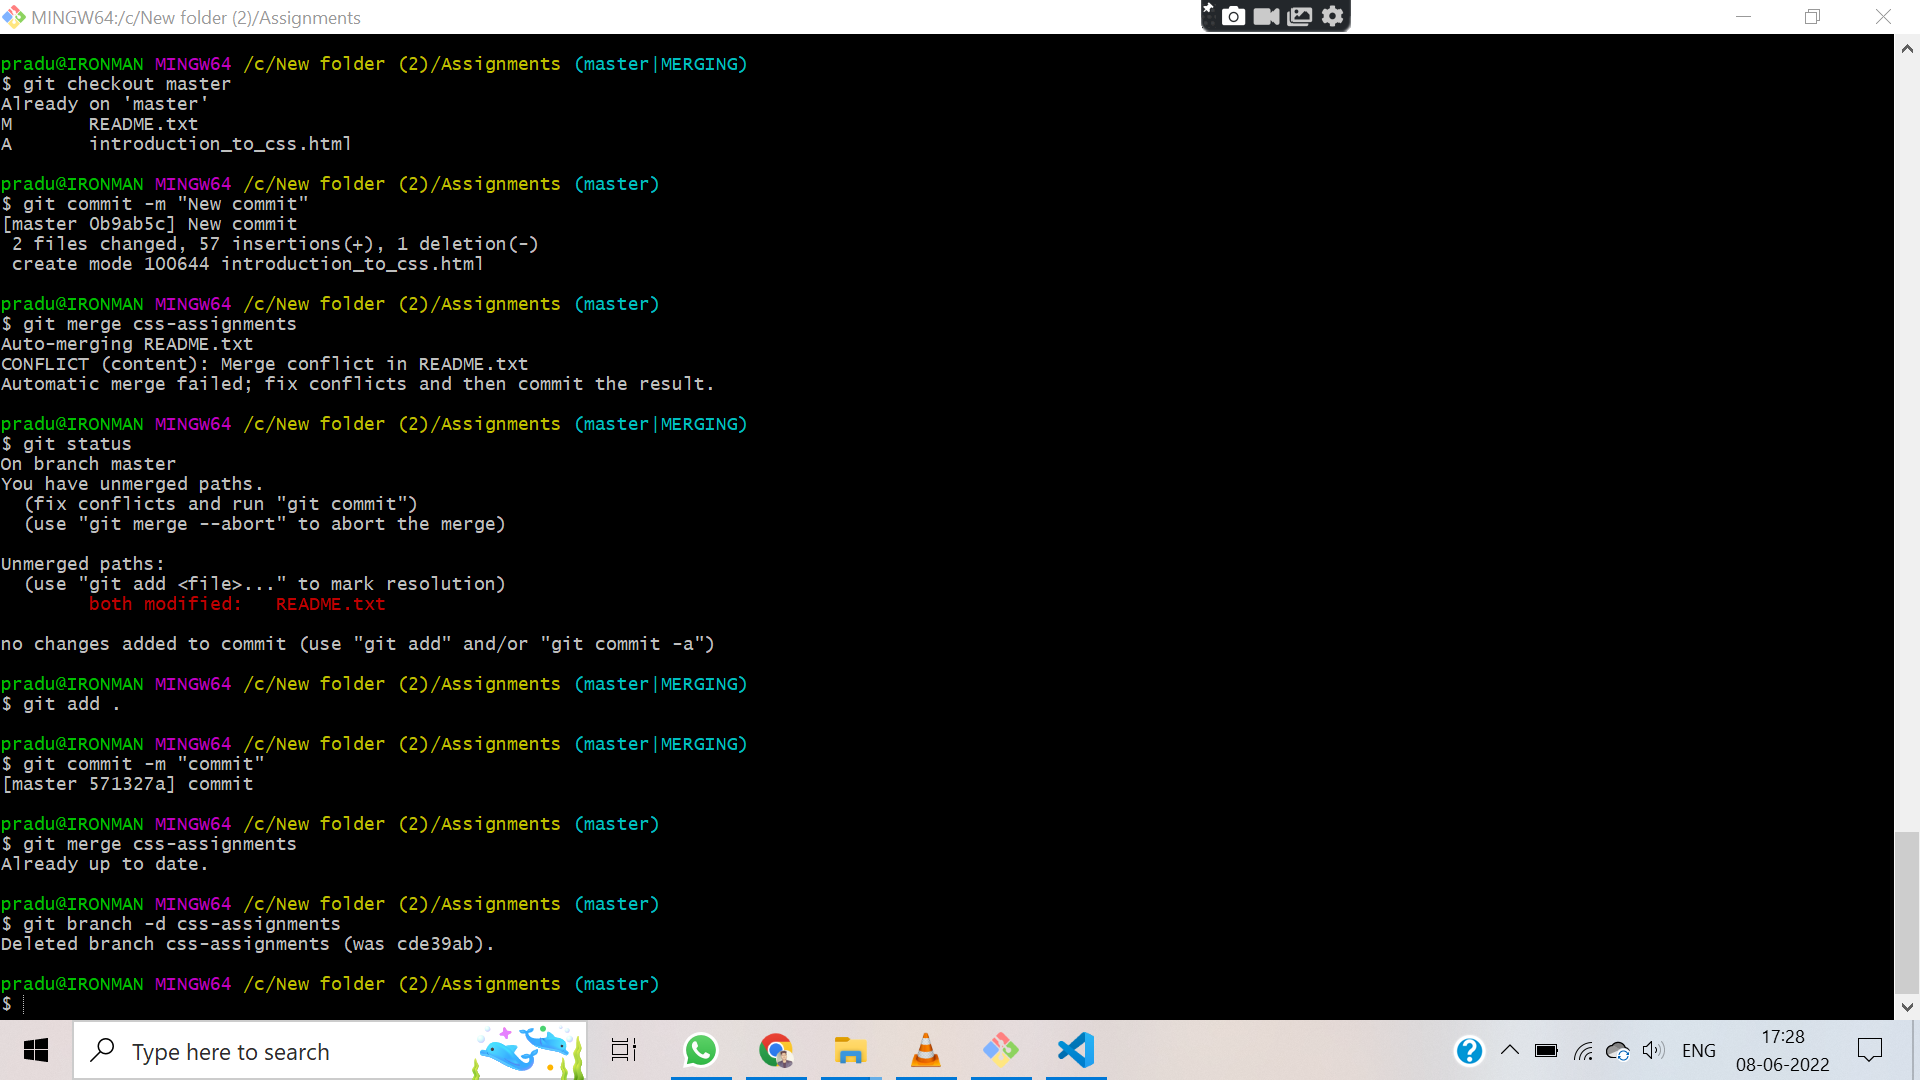 MINGW64:/c/New folder (2)/Assignments
pradu@IRONMAN MINGW64 /c/New folder (2)/Assignments (master|MERGING)
$ git checkout master
Already on 'master'
M       README.txt
A       introduction_to_css.html
pradu@IRONMAN MINGW64 /c/New folder (2)/Assignments (master)
$ git commit -m "New commit"
[master 0b9ab5c] New commit
 2 files changed, 57 insertions(+), 1 deletion(-)
 create mode 100644 introduction_to_css.html
pradu@IRONMAN MINGW64 /c/New folder (2)/Assignments (master)
$ git merge css-assignments
Auto-merging README.txt
CONFLICT (content): Merge conflict in README.txt
Automatic merge failed; fix conflicts and then commit the result.
pradu@IRONMAN MINGW64 /c/New folder (2)/Assignments (master|MERGING)
$ git status
On branch master
You have unmerged paths.
  (fix conflicts and run "git commit")
  (use "git merge --abort" to abort the merge)
Unmerged paths:
  (use "git add <file>..." to mark resolution)
        both modified:   README.txt
no changes added to commit (use "git add" and/or "git commit -a")
pradu@IRONMAN MINGW64 /c/New folder (2)/Assignments (master|MERGING)
$ git add .
pradu@IRONMAN MINGW64 /c/New folder (2)/Assignments (master|MERGING)
$ git commit -m "commit"
[master 571327a] commit
pradu@IRONMAN MINGW64 /c/New folder (2)/Assignments (master)
$ git merge css-assignments
Already up to date.
pradu@IRONMAN MINGW64 /c/New folder (2)/Assignments (master)
$ git branch -d css-assignments
Deleted branch css-assignments (was cde39ab).
pradu@IRONMAN MINGW64 /c/New folder (2)/Assignments (master)
$
Type here to search
ENG
17:28
08-06-2022